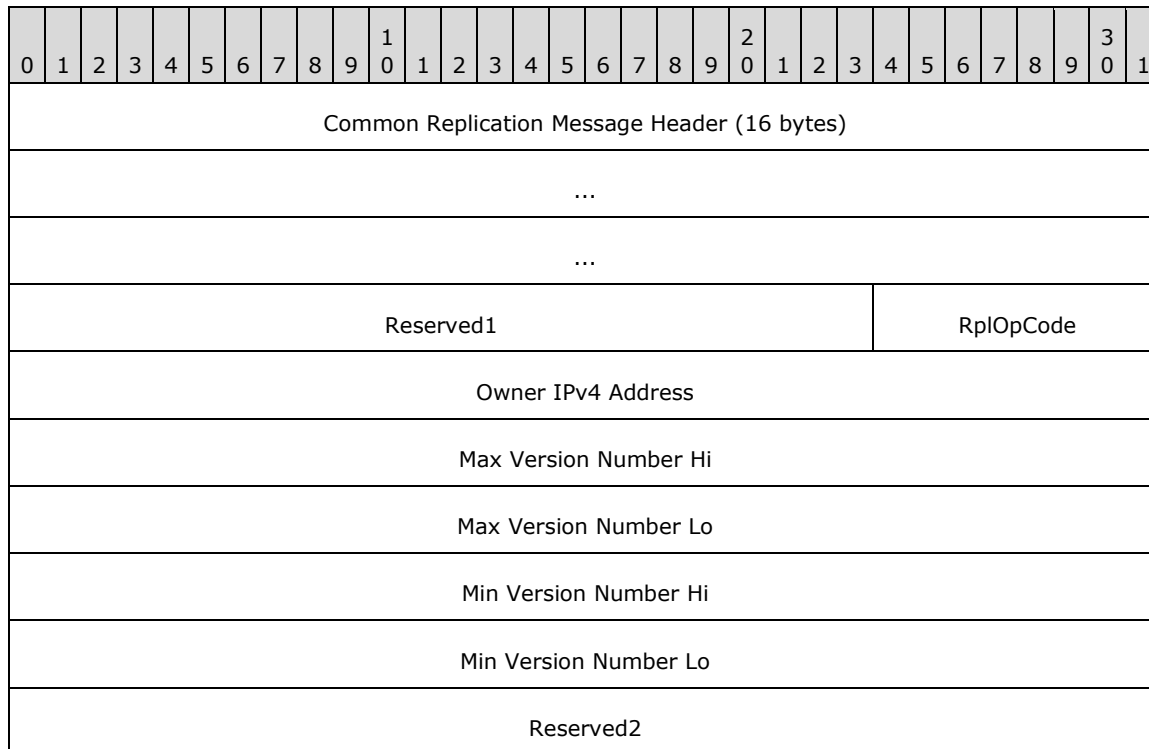 1 2 3
0 1 2 3 4 5 6 7 8 9 0 1 2 3 4 5 6 7 8 9 0 1 2 3 4 5 6 7 8 9 0 1
Common Replication Message Header (16 bytes)
...
...
Reserved1 RplOpCode
Owner IPv4 Address
Max Version Number Hi
Max Version Number Lo
Min Version Number Hi
Min Version Number Lo
Reserved2